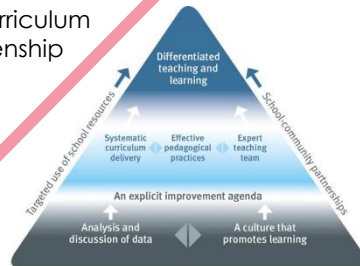 urriculum
enship
Differentiated
teaching and
learning
Targeted use of school resources
School-community partnerships
Systematic
curriculum
delivery
Effective
pedagogical
practices
Expert
teaching
team
An explicit improvement agenda
Analysis and
discussion of data
A culture that
promotes learning